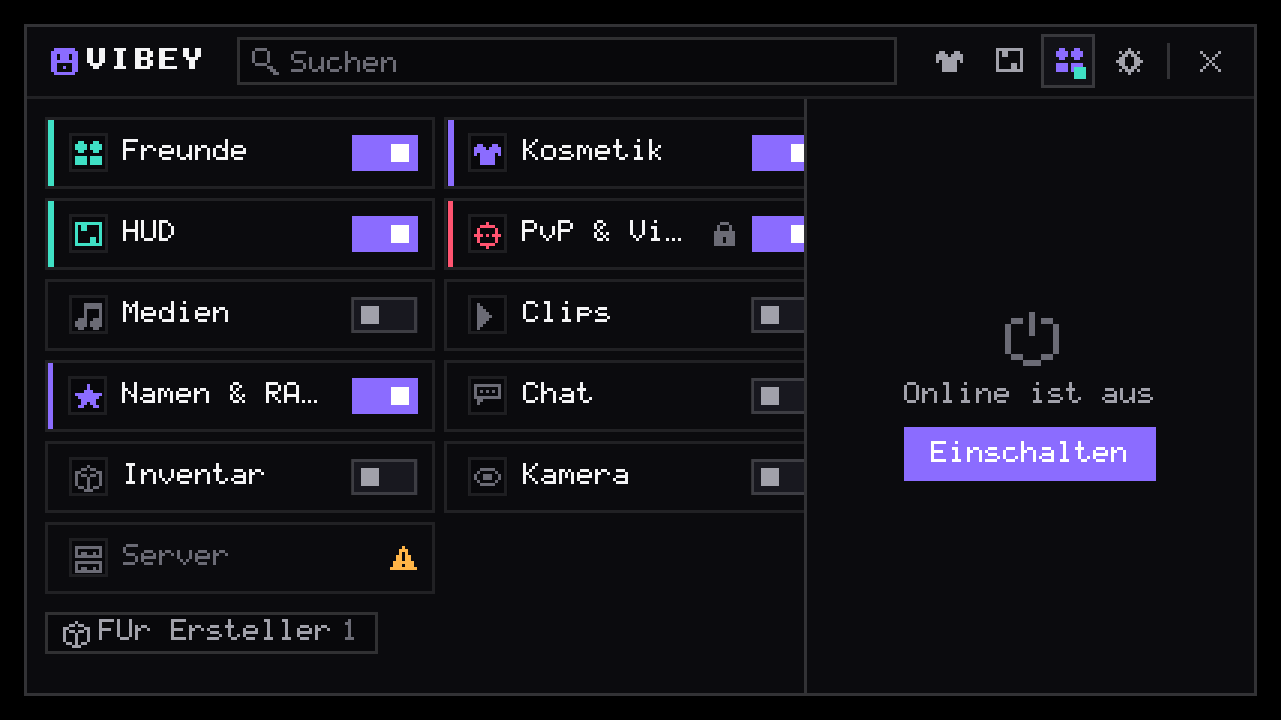 VIBEY
Suchen
Freunde
Kosmetik
HUD
PvP & Vi…
Medien
Clips
Namen & RA…
Chat
Inventar
Kamera
Server
FUr Ersteller 1
Online ist aus
Einschalten